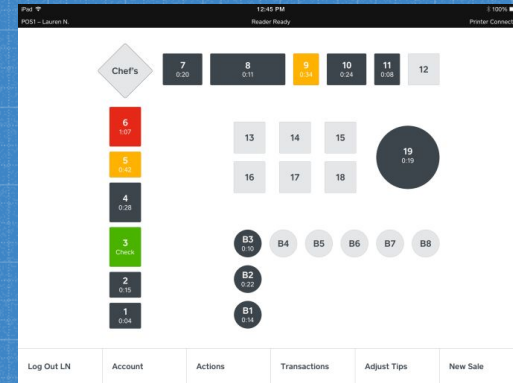 iPad 12:45 PM 100%
POS1 – Lauren N. Reader Ready Printer Connect
Chef's
7
0:20
8
0:11
9
0:34
10
0:24
11
0:08
12
6
1:07
5
0:42
4
0:28
3
Check
2
0:15
1
0:04
13 14 15
16 17 18
19
0:19
B3
0:10
B4 B5 B6 B7 B8
B2
0:22
B1
0:14
Log Out LN Account Actions Transactions Adjust Tips New Sale